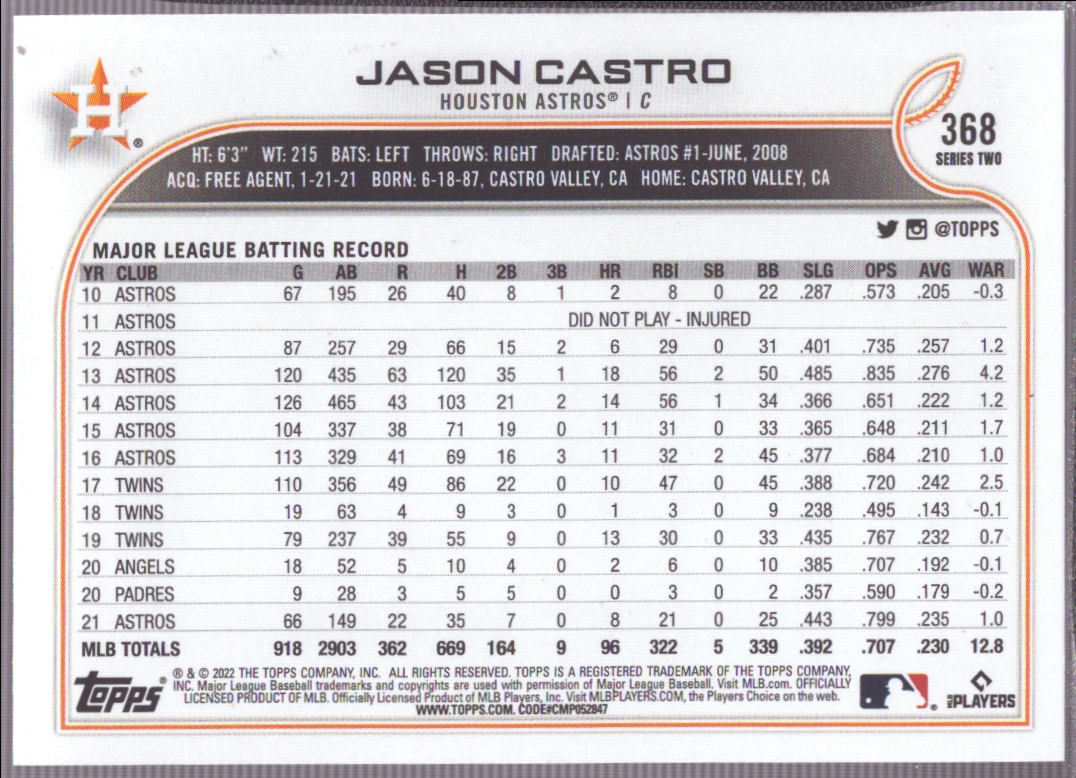 H®
JASON CASTRO
HOUSTON ASTROS® | C
368
SERIES TWO
HT: 6'3" WT: 215 BATS: LEFT THROWS: RIGHT DRAFTED: ASTROS #1-JUNE, 2008
ACQ: FREE AGENT, 1-21-21 BORN: 6-18-87, CASTRO VALLEY, CA HOME: CASTRO VALLEY, CA
@TOPPS
MAJOR LEAGUE BATTING RECORD
YR CLUB G AB R H 2B 3B HR RBI SB BB SLG OPS AVG WAR
10 ASTROS 67 195 26 40 8 1 2 8 0 22 .287 .573 .205 -0.3
11 ASTROS DID NOT PLAY - INJURED
12 ASTROS 87 257 29 66 15 2 6 29 0 31 .401 .735 .257 1.2
13 ASTROS 120 435 63 120 35 1 18 56 2 50 .485 .835 .276 4.2
14 ASTROS 126 465 43 103 21 2 14 56 1 34 .366 .651 .222 1.2
15 ASTROS 104 337 38 71 19 0 11 31 0 33 .365 .648 .211 1.7
16 ASTROS 113 329 41 69 16 3 11 32 2 45 .377 .684 .210 1.0
17 TWINS 110 356 49 86 22 0 10 47 0 45 .388 .720 .242 2.5
18 TWINS 19 63 4 9 3 0 1 3 0 9 .238 .495 .143 -0.1
19 TWINS 79 237 39 55 9 0 13 30 0 33 .435 .767 .232 0.7
20 ANGELS 18 52 5 10 4 0 2 6 0 10 .385 .707 .192 -0.1
20 PADRES 9 28 3 5 5 0 0 3 0 2 .357 .590 .179 -0.2
21 ASTROS 66 149 22 35 7 0 8 21 0 25 .443 .799 .235 1.0
MLB TOTALS 918 2903 362 669 164 9 96 322 5 339 .392 .707 .230 12.8
Topps®
® & © 2022 THE TOPPS COMPANY, INC. ALL RIGHTS RESERVED. TOPPS IS A REGISTERED TRADEMARK OF THE TOPPS COMPANY,
INC. Major League Baseball trademarks and copyrights are used with permission of Major League Baseball. Visit MLB.com. OFFICIALLY
LICENSED PRODUCT OF MLB. Officially Licensed Product of MLB Players, Inc. Visit MLBPLAYERS.COM, the Players Choice on the web.
WWW.TOPPS.COM. CODE#CMP052847
®
MLB PLAYERS